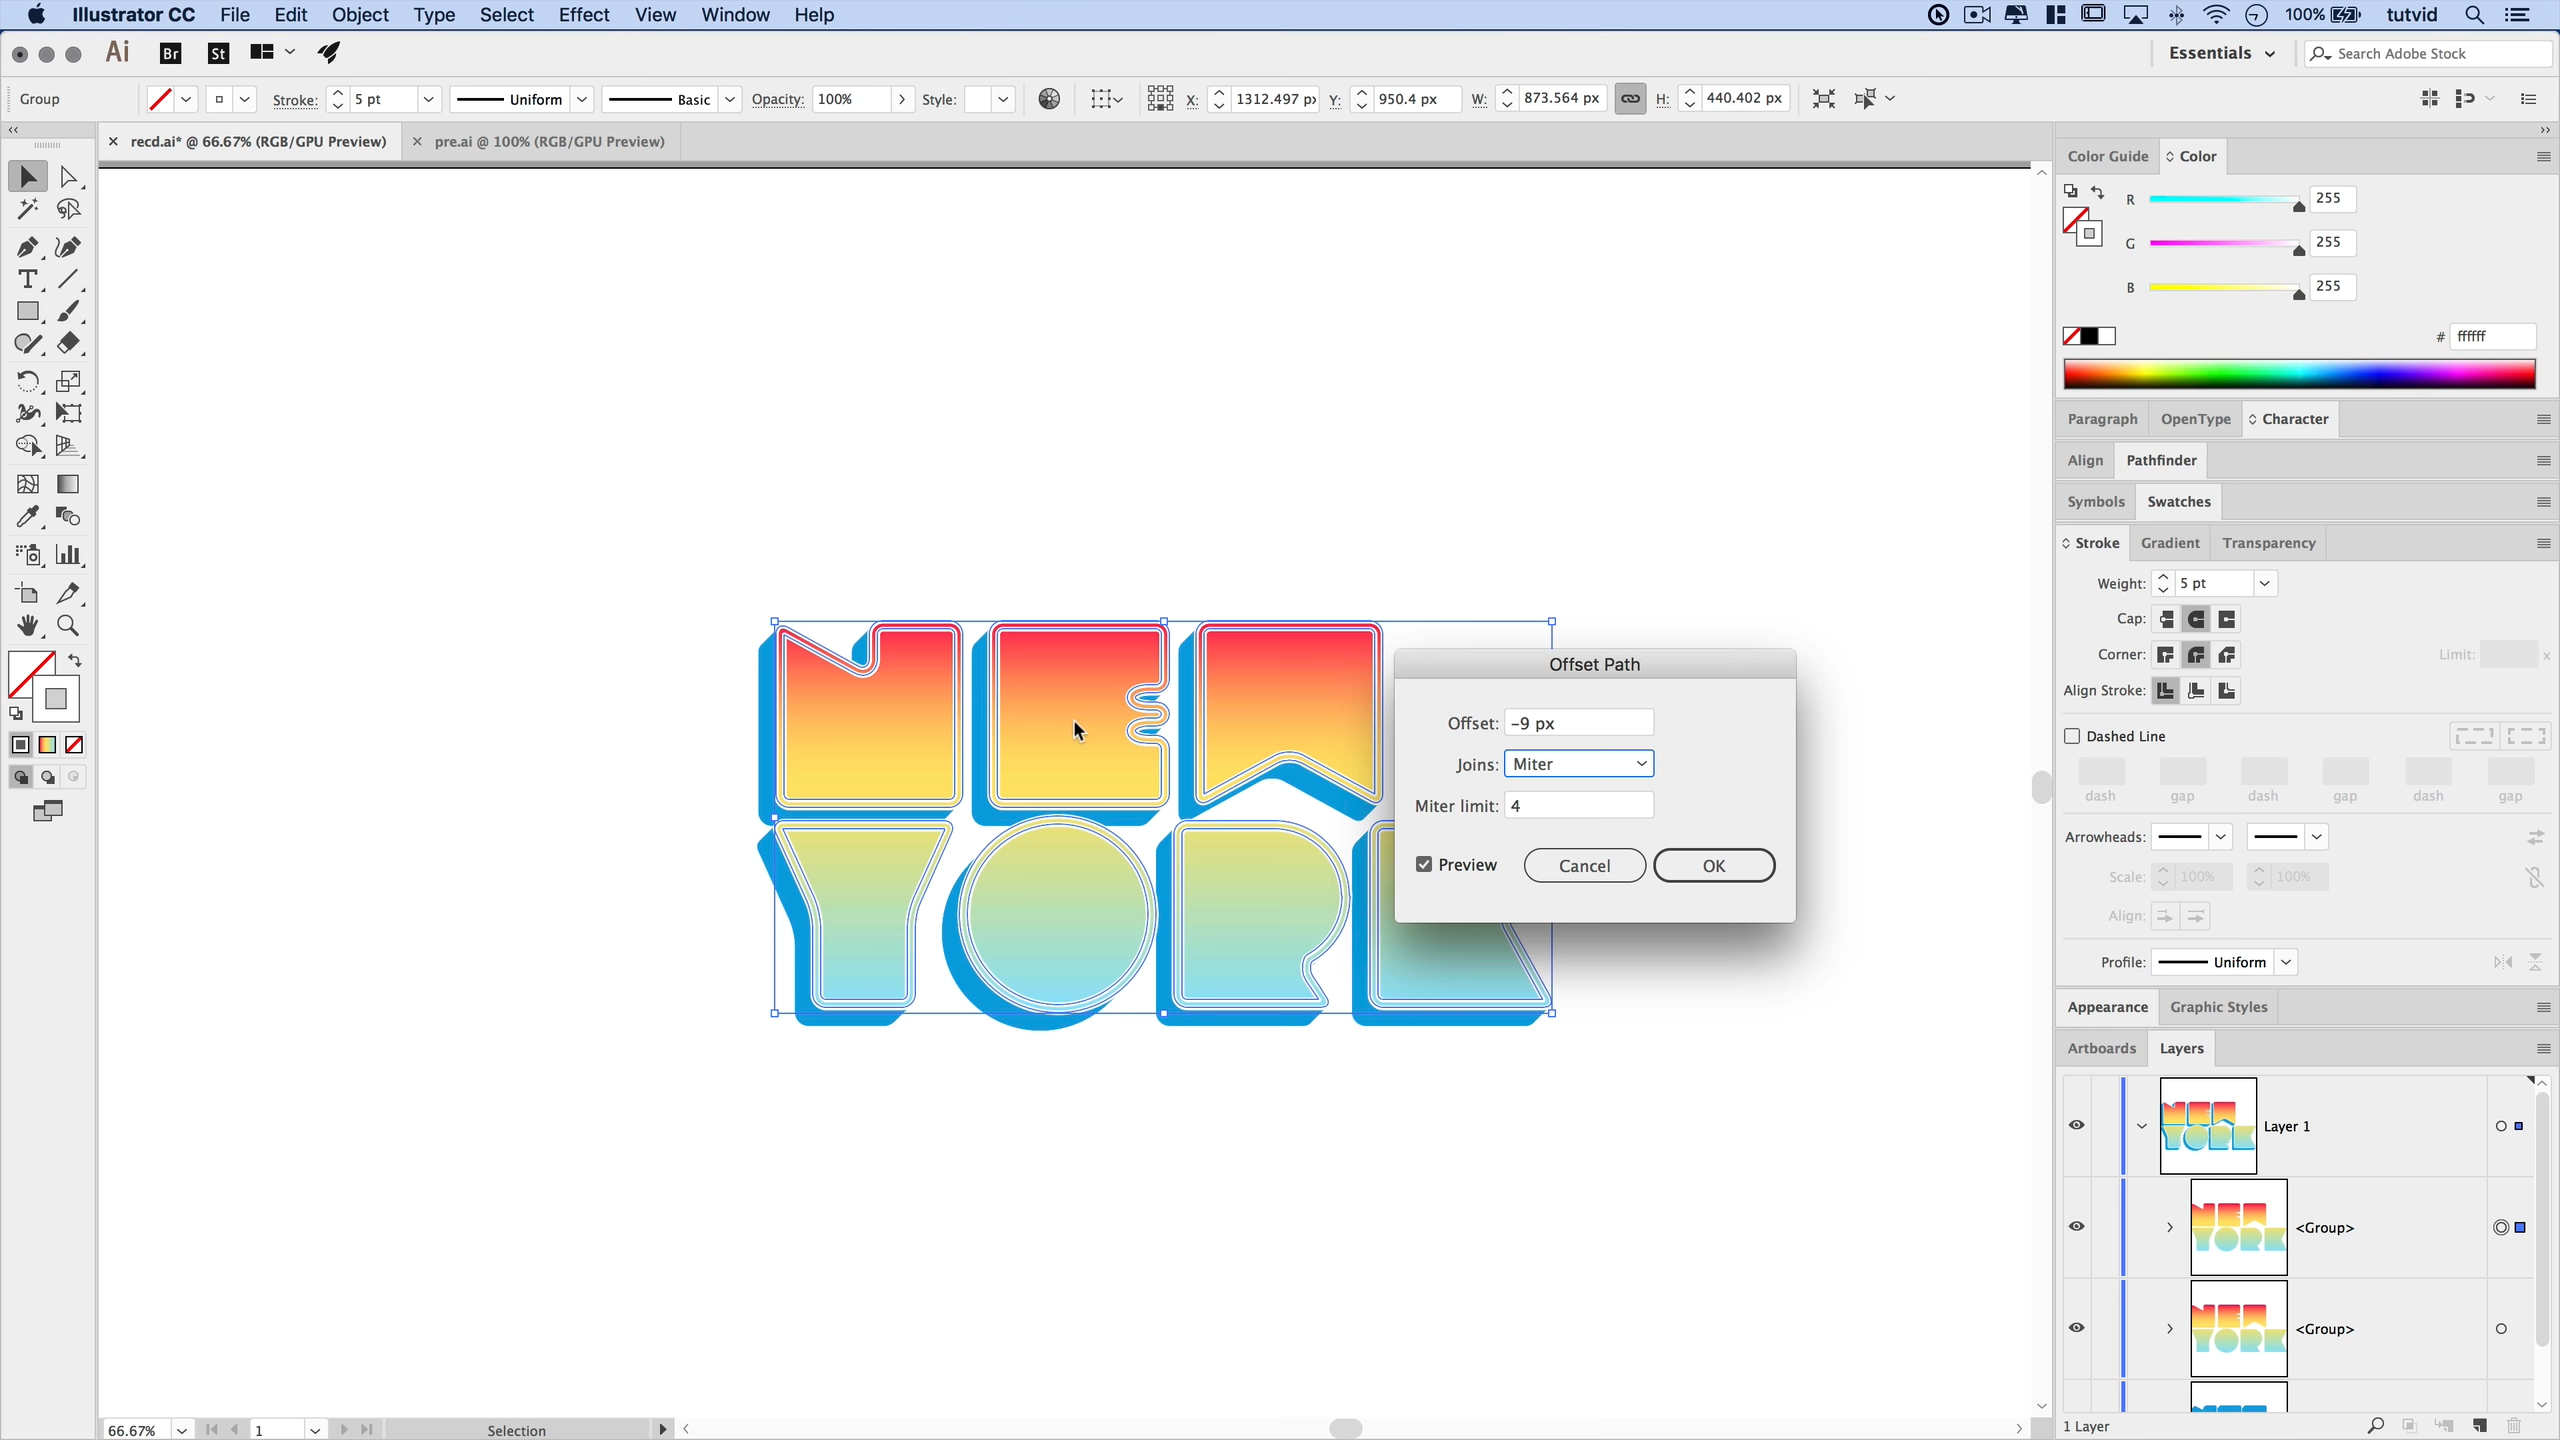 Illustrator CC File Edit Object Type Select Effect View Window Help 100% tutvid
Ai Br St Essentials Search Adobe Stock
Group Stroke: 5 pt Uniform Basic Opacity: 100% Style: X: 1312.497 px Y: 950.4 px W: 873.564 px H: 440.402 px
recd.ai* @ 66.67% (RGB/GPU Preview) pre.ai @ 100% (RGB/GPU Preview)
Color Guide Color
R 255
G 255
B 255
# ffffff
Paragraph OpenType Character
Align Pathfinder
Symbols Swatches
Stroke Gradient Transparency
Weight: 5 pt
Cap:
Corner: Limit: x
Align Stroke:
Dashed Line
dash gap dash gap dash gap
Arrowheads:
Scale: 100% 100%
Align:
Profile: Uniform
Appearance Graphic Styles
Artboards Layers
Layer 1
<Group>
<Group>
1 Layer
NEW
YORK
Offset Path
Offset: -9 px
Joins: Miter
Miter limit: 4
Preview Cancel OK
66.67% 1 Selection